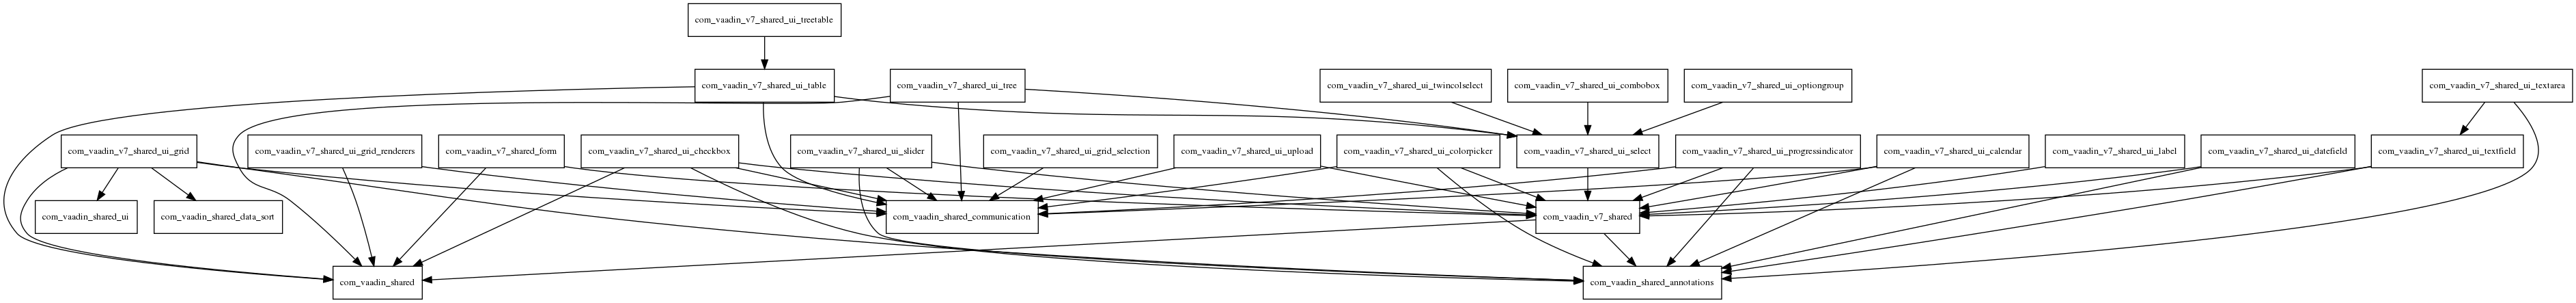 com_vaadin_v7_shared_ui_treetable
com_vaadin_v7_shared_ui_table
com_vaadin_v7_shared_ui_tree
com_vaadin_v7_shared_ui_twincolselect
com_vaadin_v7_shared_ui_combobox
com_vaadin_v7_shared_ui_optiongroup
com_vaadin_v7_shared_ui_textarea
com_vaadin_v7_shared_ui_grid
com_vaadin_v7_shared_ui_grid_renderers
com_vaadin_v7_shared_form
com_vaadin_v7_shared_ui_checkbox
com_vaadin_v7_shared_ui_slider
com_vaadin_v7_shared_ui_grid_selection
com_vaadin_v7_shared_ui_upload
com_vaadin_v7_shared_ui_colorpicker
com_vaadin_v7_shared_ui_select
com_vaadin_v7_shared_ui_progressindicator
com_vaadin_v7_shared_ui_calendar
com_vaadin_v7_shared_ui_label
com_vaadin_v7_shared_ui_datefield
com_vaadin_v7_shared_ui_textfield
com_vaadin_shared_ui
com_vaadin_shared_data_sort
com_vaadin_shared_communication
com_vaadin_v7_shared
com_vaadin_shared
com_vaadin_shared_annotations